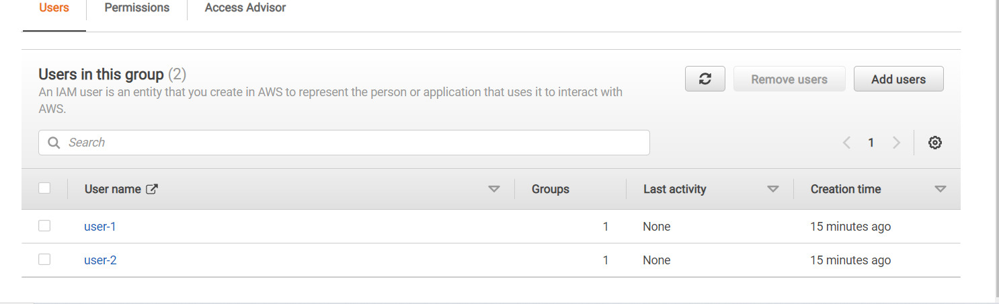 Users Permissions Access Advisor
Users in this group (2)
Remove users Add users
An IAM user is an entity that you create in AWS to represent the person or application that uses it to interact with
AWS.
Search
1
User name Groups Last activity Creation time
user-1 1 None 15 minutes ago
user-2 1 None 15 minutes ago